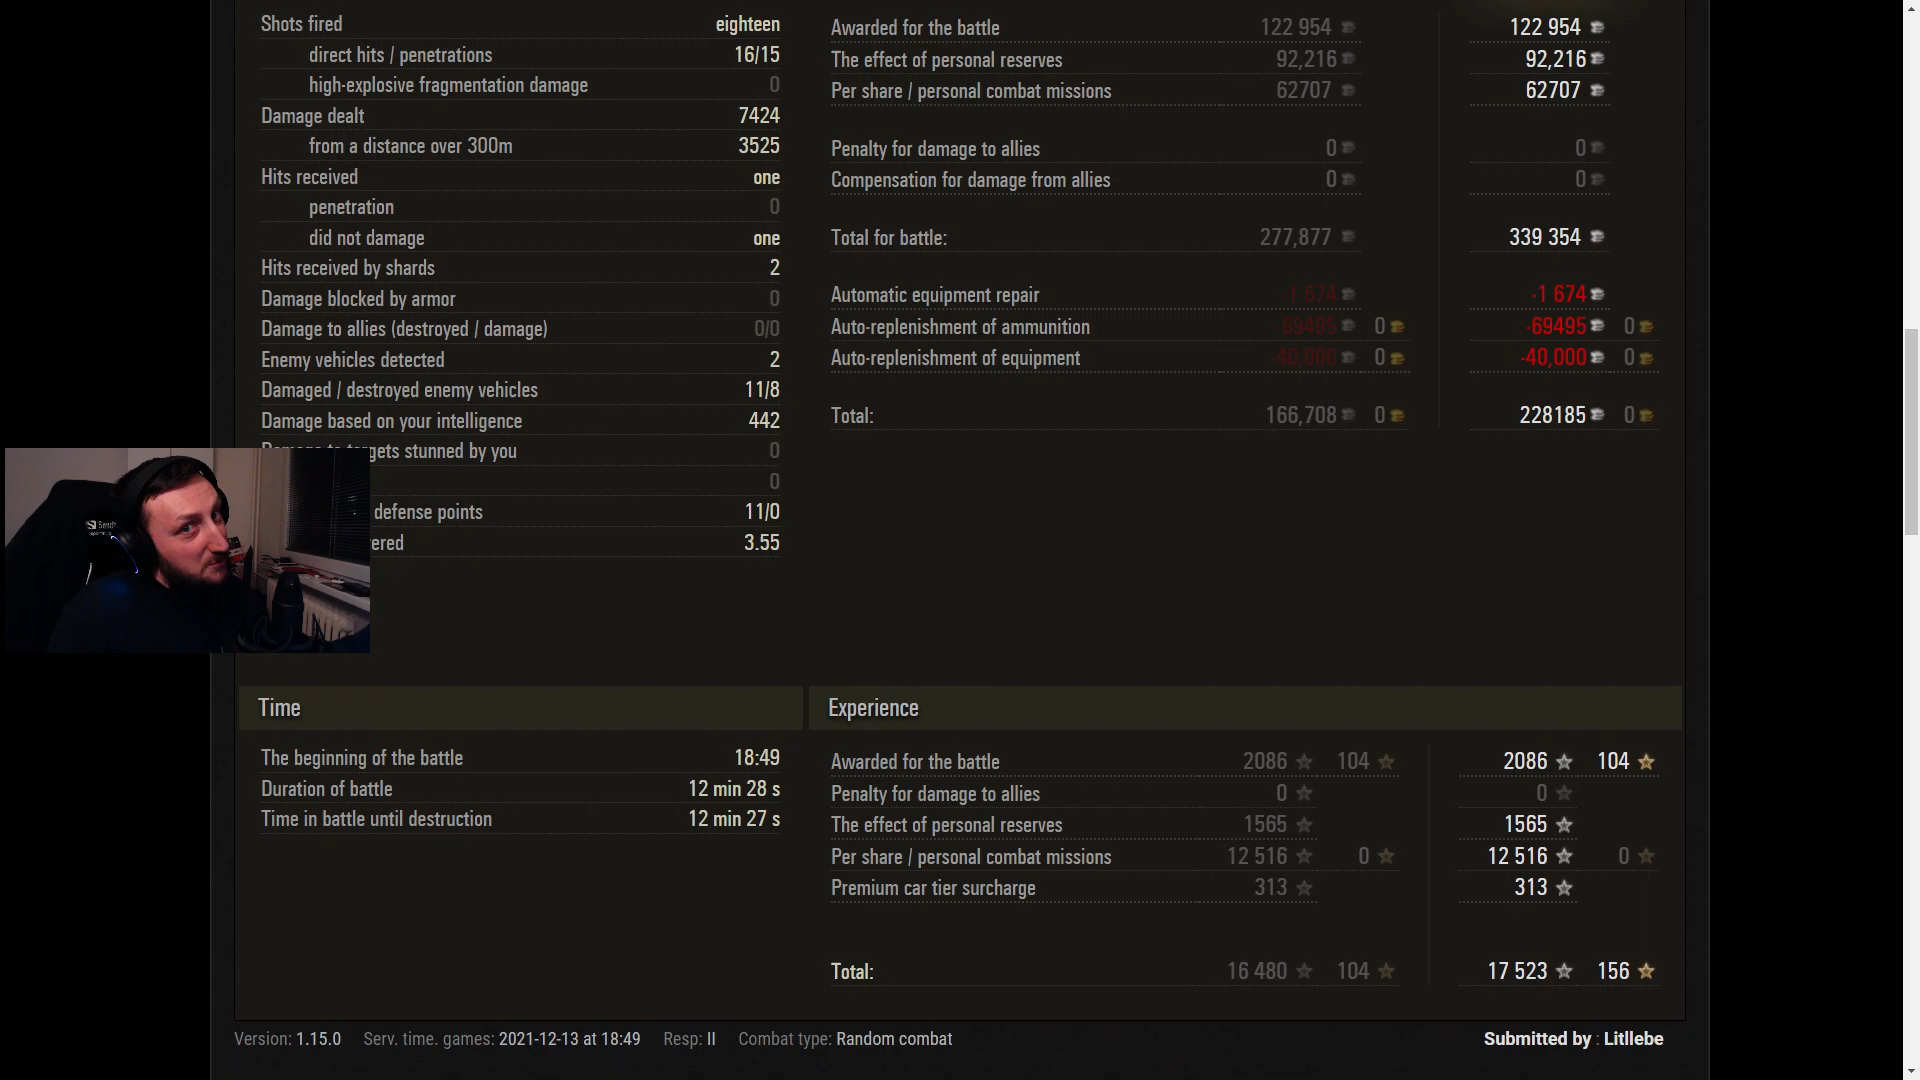 Shots fired eighteen
direct hits / penetrations 16/15
high-explosive fragmentation damage 0
Damage dealt 7424
from a distance over 300m 3525
Hits received one
penetration 0
did not damage one
Hits received by shards 2
Damage blocked by armor 0
Damage to allies (destroyed / damage) 0/0
Enemy vehicles detected 2
Damaged / destroyed enemy vehicles 11/8
Damage based on your intelligence 442
targets stunned by you 0
0
defense points 11/0
ered 3.55
Awarded for the battle 122 954 122 954
The effect of personal reserves 92,216 92,216
Per share / personal combat missions 62707 62707
Penalty for damage to allies 0 0
Compensation for damage from allies 0 0
Total for battle: 277,877 339 354
Automatic equipment repair 1 674 -1 674
Auto-replenishment of ammunition 69495 0 -69495 0
Auto-replenishment of equipment -40,000 0 -40,000 0
Total: 166,708 0 228185 0
Time
The beginning of the battle 18:49
Duration of battle 12 min 28 s
Time in battle until destruction 12 min 27 s
Experience
Awarded for the battle 2086 104 2086 104
Penalty for damage to allies 0 0
The effect of personal reserves 1565 1565
Per share / personal combat missions 12 516 0 12 516 0
Premium car tier surcharge 313 313
Total: 16 480 104 17 523 156
Version: 1.15.0 Serv. time. games: 2021-12-13 at 18:49 Resp: II Combat type: Random combat Submitted by : Litllebe